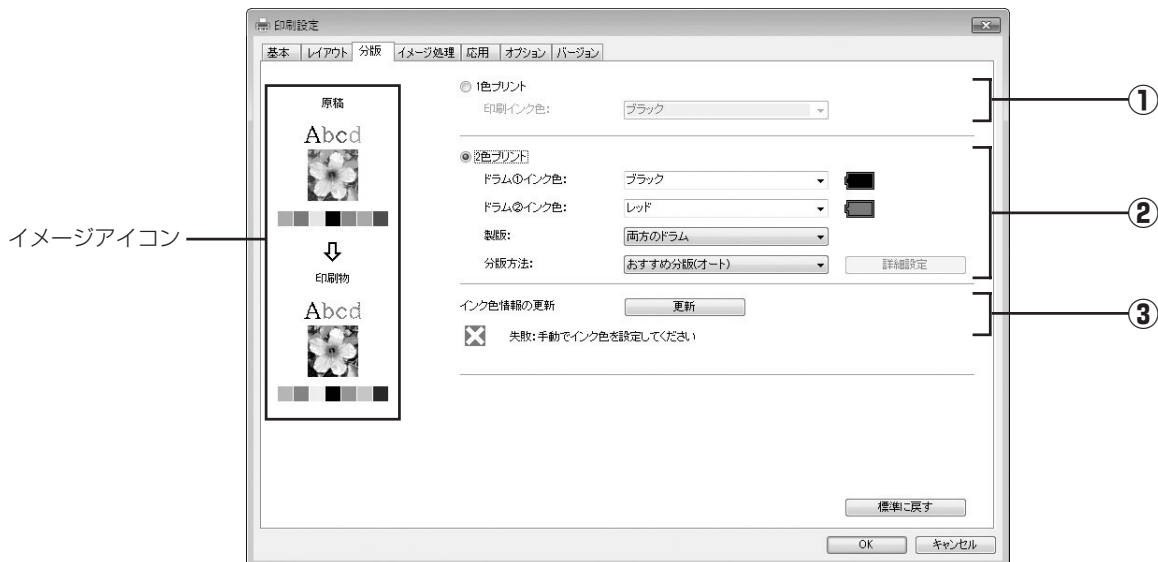 印刷設定
基本 レイアウト 分版 イメージ処理 応用 オプション バージョン
イメージアイコン
原稿
Abcd
印刷物
Abcd
1色プリント
印刷インク色: ブラック
①
2色プリント
ドラム①インク色: ブラック
ドラム②インク色: レッド
製版: 両方のドラム
分版方法: おすすめ分版(オート) 詳細設定
②
インク色情報の更新 更新
失敗:手動でインク色を設定してください
③
標準に戻す
OK キャンセル